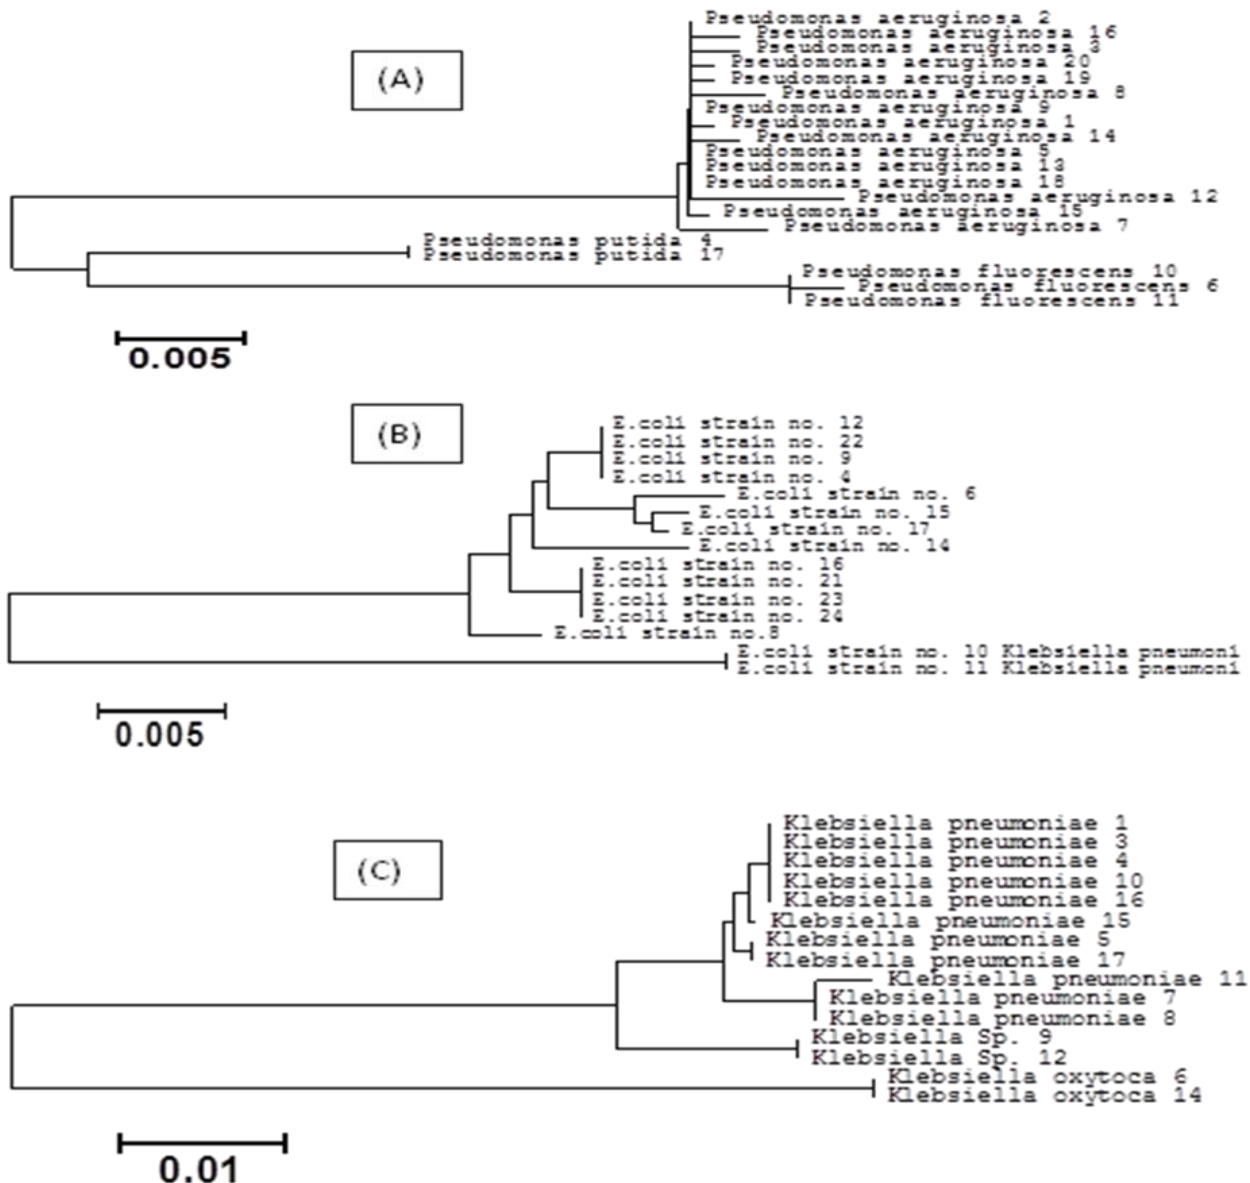 (A)
Pseudomonas aeruginosa 2
Pseudomonas aeruginosa 16
Pseudomonas aeruginosa 3
Pseudomonas aeruginosa 20
Pseudomonas aeruginosa 19
Pseudomonas aeruginosa 8
Pseudomonas aeruginosa 9
Pseudomonas aeruginosa 1
Pseudomonas aeruginosa 14
Pseudomonas aeruginosa 5
Pseudomonas aeruginosa 13
Pseudomonas aeruginosa 18
Pseudomonas aeruginosa 12
Pseudomonas aeruginosa 15
Pseudomonas aeruginosa 7
Pseudomonas putida 4
Pseudomonas putida 17
Pseudomonas fluorescens 10
Pseudomonas fluorescens 6
Pseudomonas fluorescens 11
0.005
(B)
E.coli strain no. 12
E.coli strain no. 22
E.coli strain no. 9
E.coli strain no. 4
E.coli strain no. 6
E.coli strain no. 15
E.coli strain no. 17
E.coli strain no. 14
E.coli strain no. 16
E.coli strain no. 21
E.coli strain no. 23
E.coli strain no. 24
E.coli strain no.8
E.coli strain no. 10 Klebsiella pneumoni
E.coli strain no. 11 Klebsiella pneumoni
0.005
(C)
Klebsiella pneumoniae 1
Klebsiella pneumoniae 3
Klebsiella pneumoniae 4
Klebsiella pneumoniae 10
Klebsiella pneumoniae 16
Klebsiella pneumoniae 15
Klebsiella pneumoniae 5
Klebsiella pneumoniae 17
Klebsiella pneumoniae 11
Klebsiella pneumoniae 7
Klebsiella pneumoniae 8
Klebsiella Sp. 9
Klebsiella Sp. 12
Klebsiella oxytoca 6
Klebsiella oxytoca 14
0.01